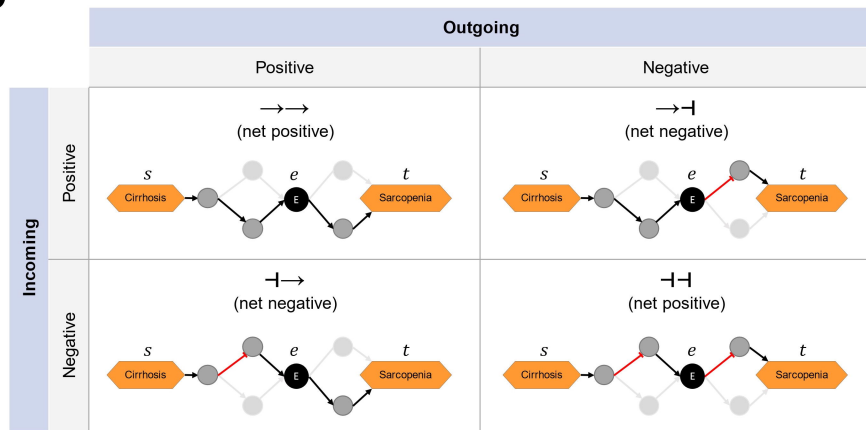 Outgoing
Positive
Negative
Incoming
Positive
→→
(net positive)
s
e
t
Cirrhosis
E
Sarcopenia
→⊣
(net negative)
s
e
t
Cirrhosis
E
Sarcopenia
Negative
⊣→
(net negative)
s
e
t
Cirrhosis
E
Sarcopenia
⊣⊣
(net positive)
s
e
t
Cirrhosis
E
Sarcopenia